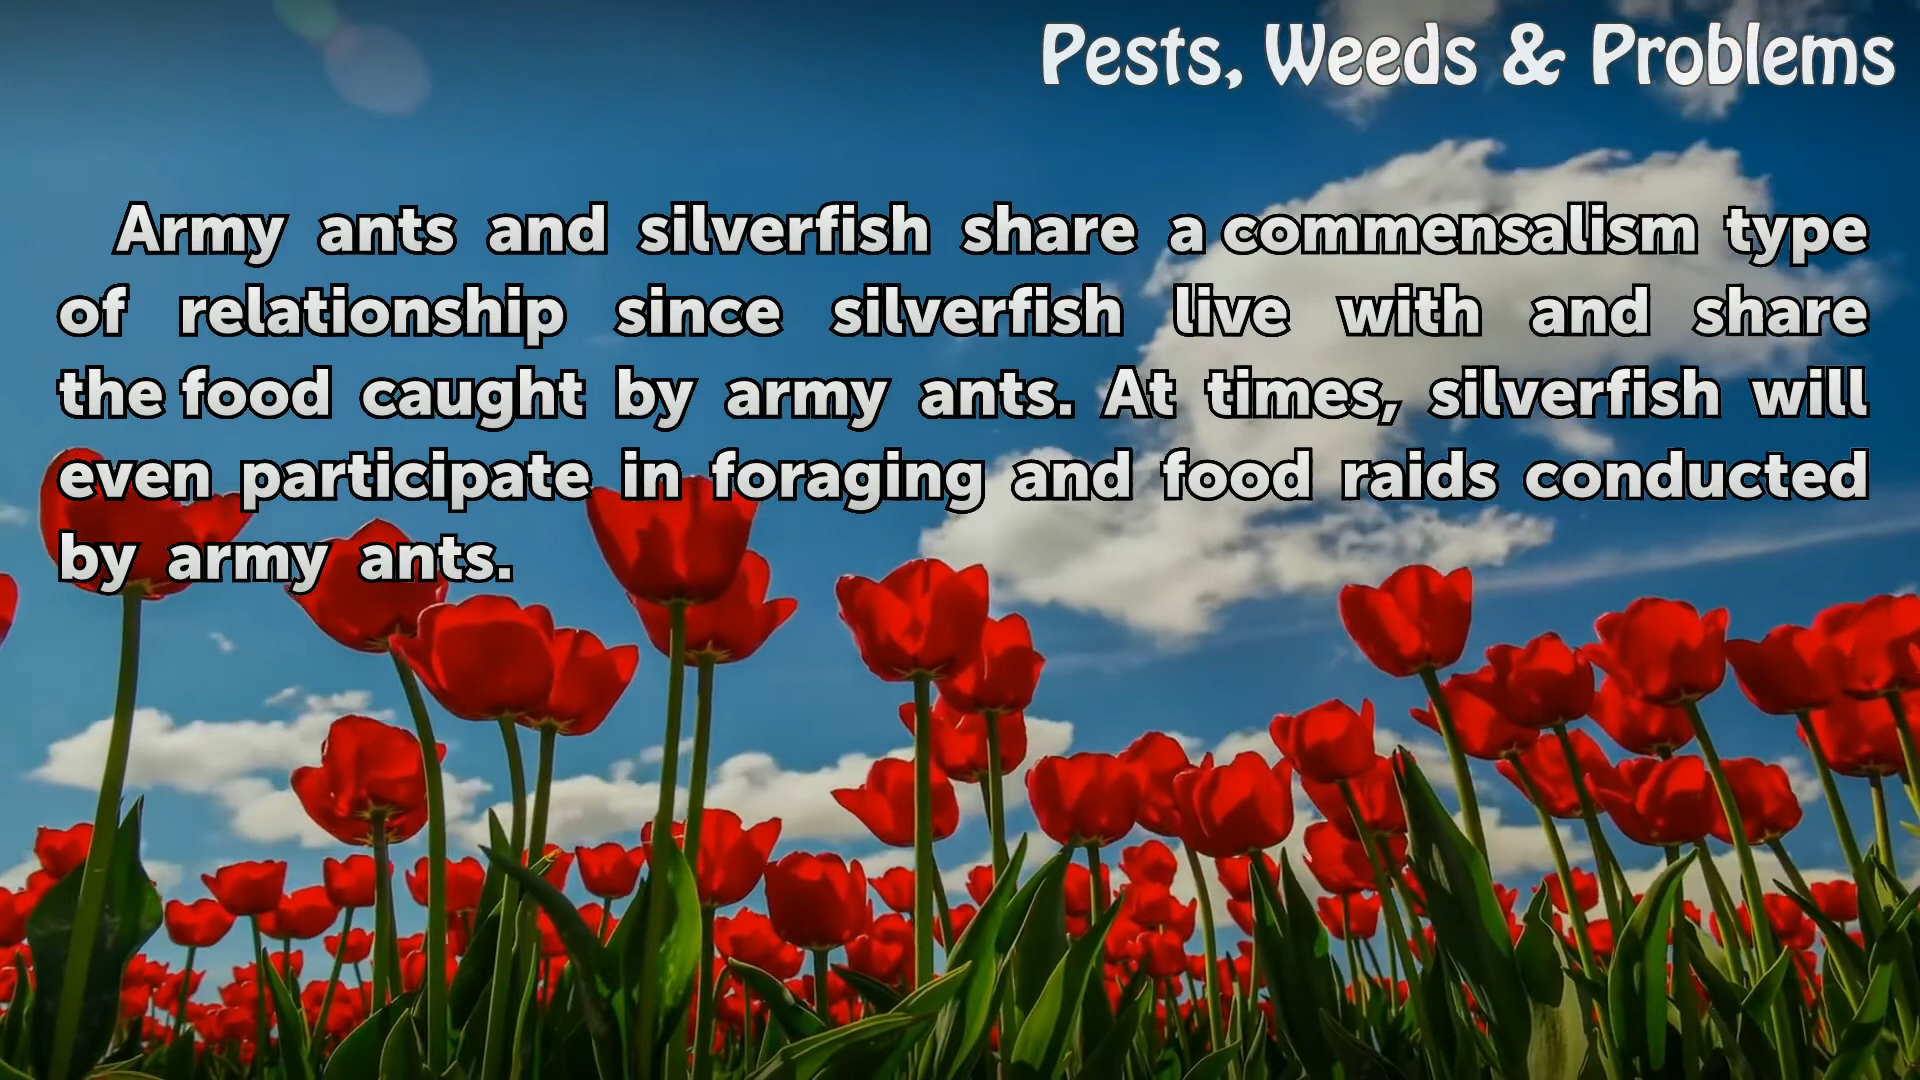 Pests, Weeds & Problems
Army ants and silverfish share a commensalism type
of relationship since silverfish live with and share
the food caught by army ants. At times, silverfish will
even participate in foraging and food raids conducted
by army ants.